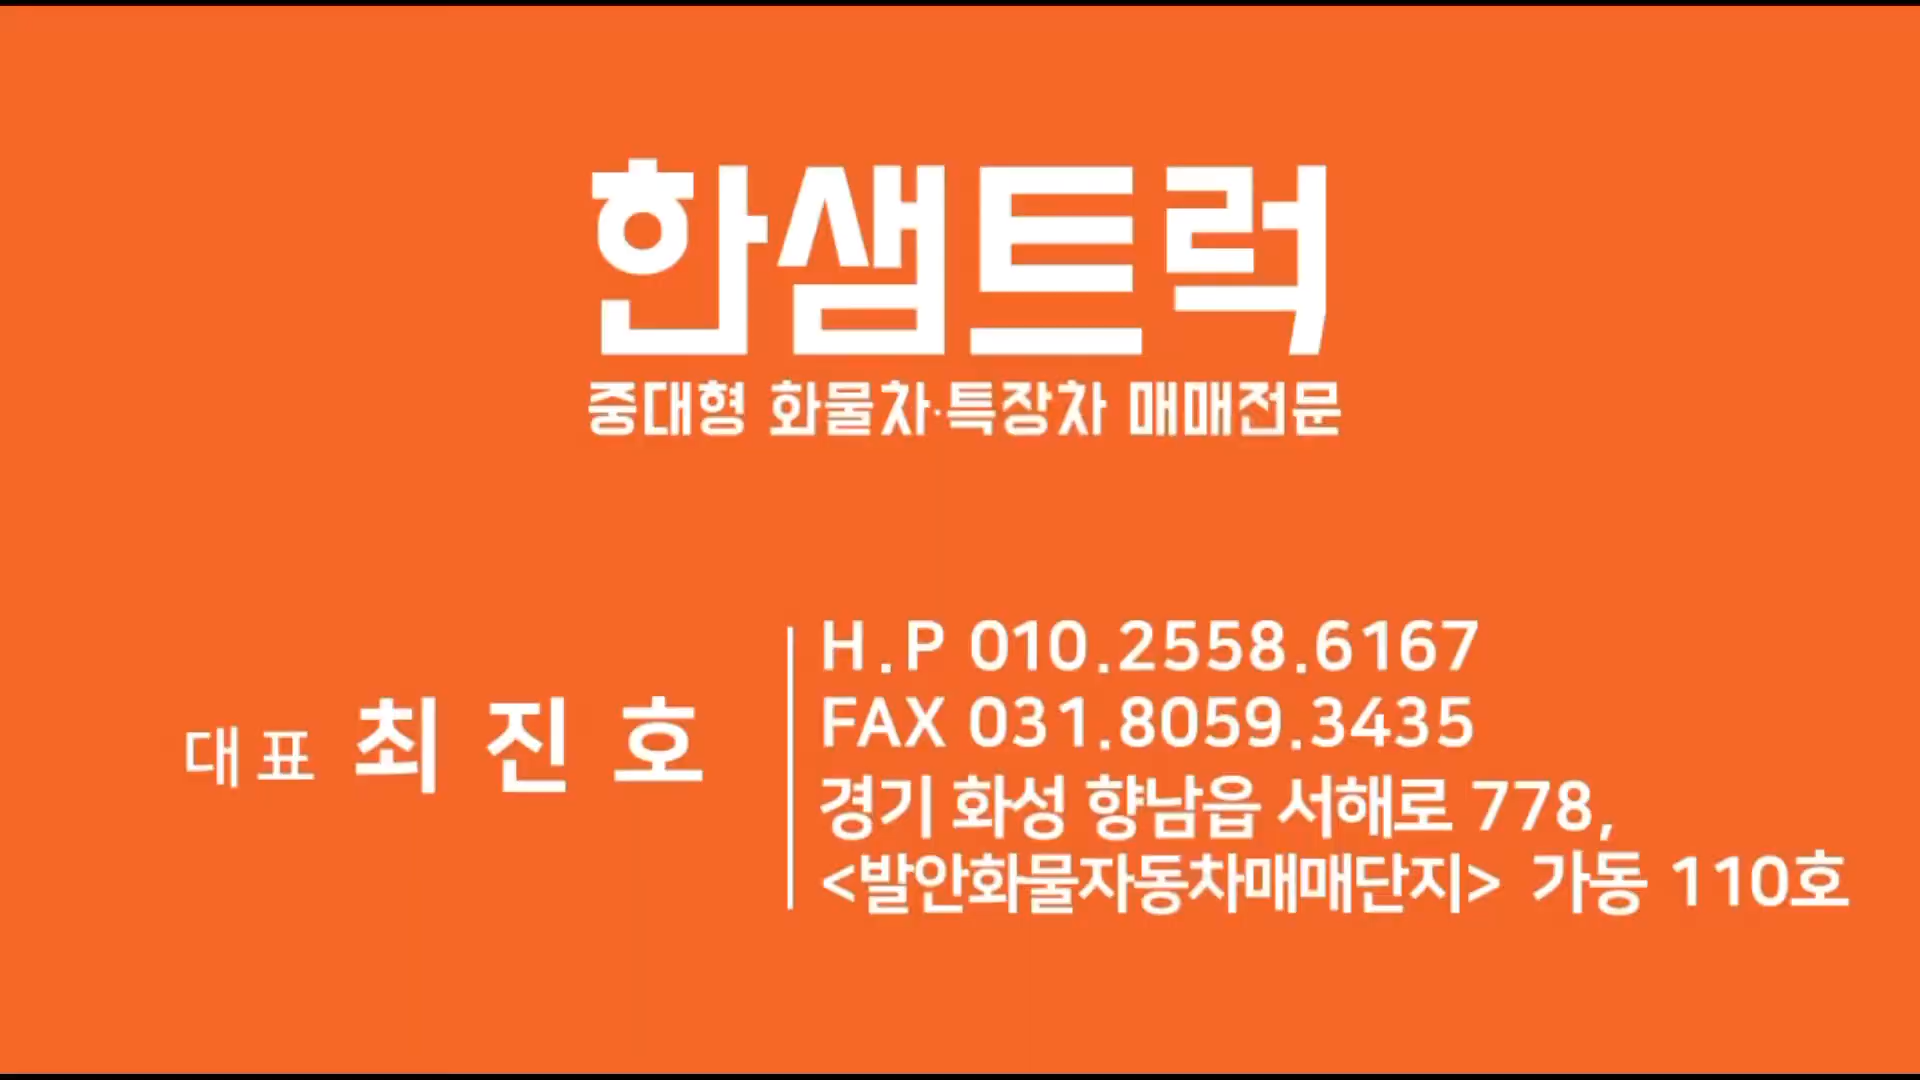 한샘트럭
중대형 화물차·특장차 매매전문
대표 최진호
H.P 010.2558.6167
FAX 031.8059.3435
경기 화성 향남읍 서해로 778,
<발안화물자동차매매단지> 가동 110호